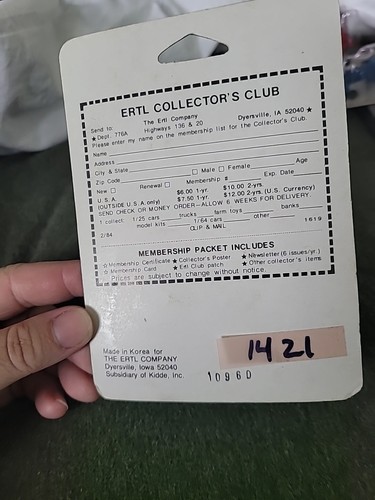 ERTL COLLECTOR'S CLUB
Send to: The Ertl Company Dyersville, IA 52040 ★
★ Dept. 776A Highways 136 & 20
Please enter my name on the membership list for the Collector's Club.
Name
Address
City & State □ Male □ Female Age
Zip Code Membership # Exp. Date
New □ Renewal □ $6.00 1-yr. $10.00 2-yrs.
U.S.A.
(OUTSIDE U.S.A. only) $7.50 1-yr. $12.00 2-yrs. (U.S. Currency)
SEND CHECK OR MONEY ORDER—ALLOW 6 WEEKS FOR DELIVERY
I collect: 1/25 cars trucks farm toys banks
model kits 1/64 cars other
CLIP & MAIL 1619
2/84
MEMBERSHIP PACKET INCLUDES
☆ Membership Certificate ★ Collector's Poster ★ Newsletter (6 issues/yr.)
☆ Membership Card ★ Ertl Club patch ★ Other collector's items
Prices are subject to change without notice.
1421
Made in Korea for
THE ERTL COMPANY
Dyersville, Iowa 52040
Subsidiary of Kidde, Inc.
10960